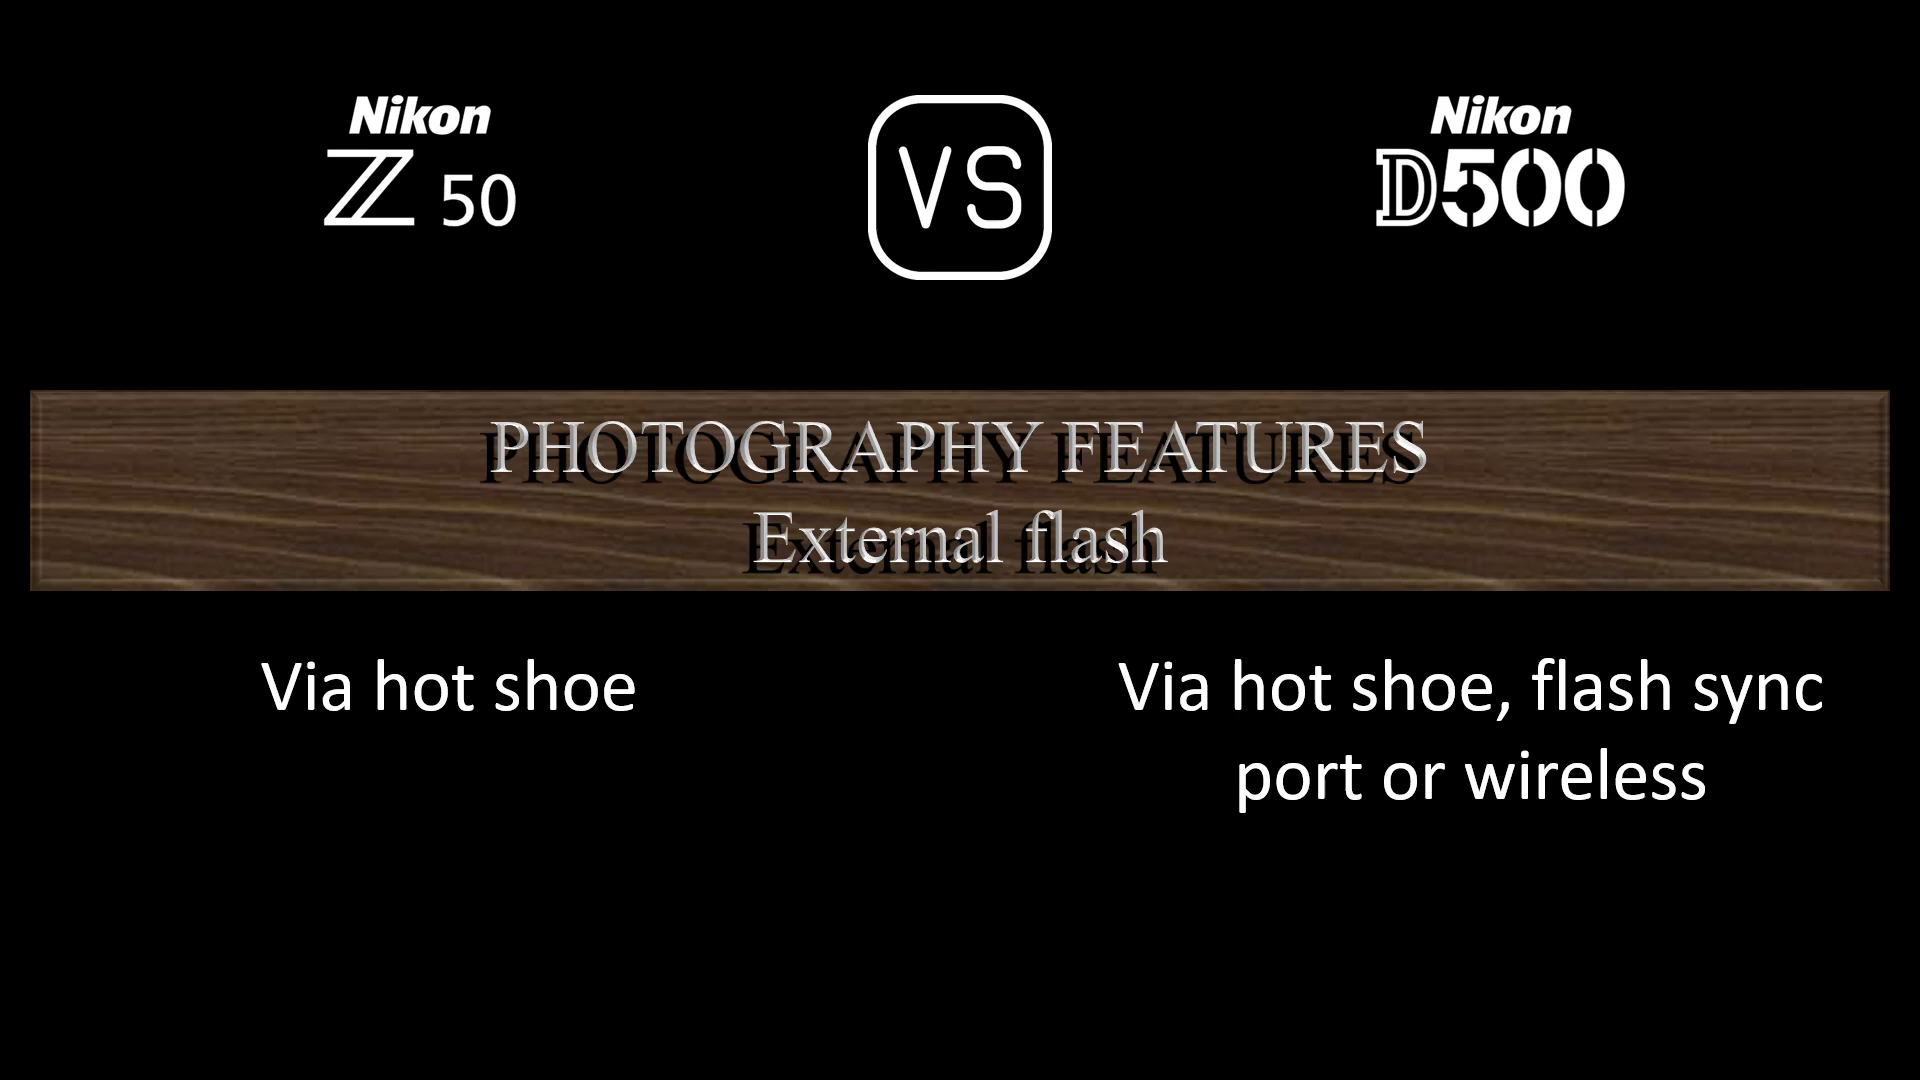 Nikon
Z 50
VS
Nikon
D500
PHOTOGRAPHY FEATURES
External flash
Via hot shoe
Via hot shoe, flash sync
port or wireless